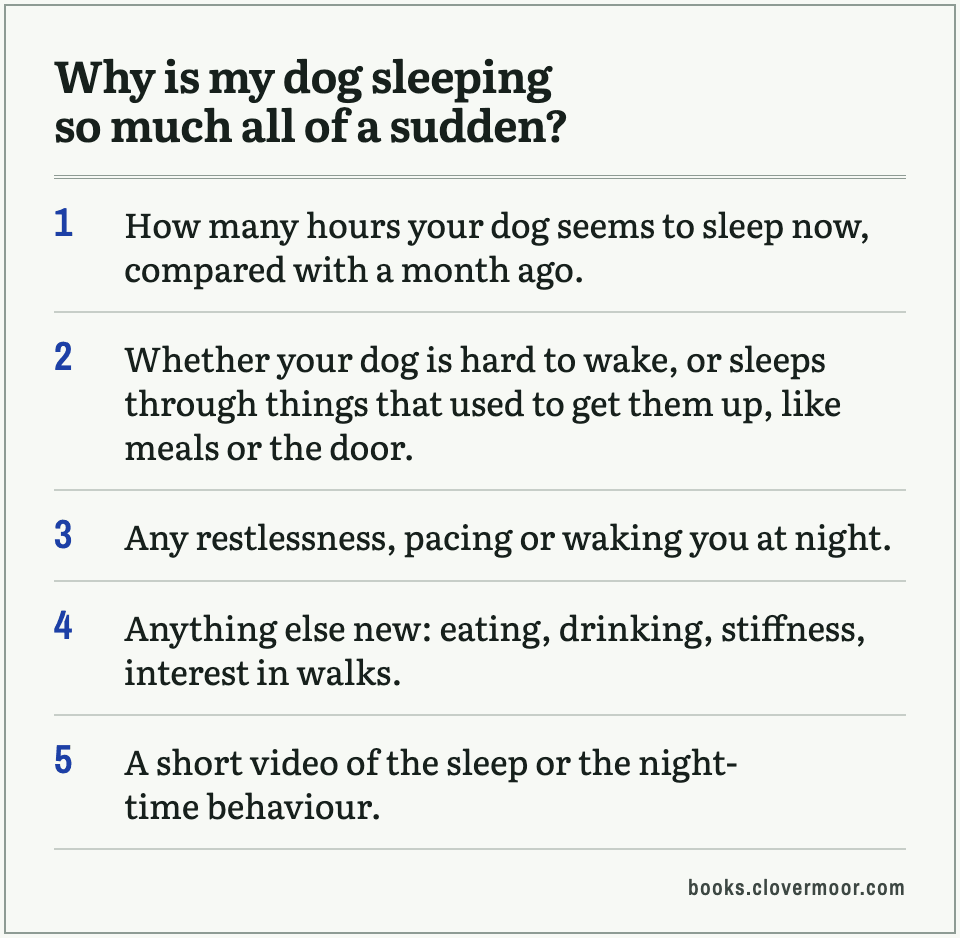 Why is my dog sleeping
so much all of a sudden?
1 How many hours your dog seems to sleep now,
compared with a month ago.
2 Whether your dog is hard to wake, or sleeps
through things that used to get them up, like
meals or the door.
3 Any restlessness, pacing or waking you at night.
4 Anything else new: eating, drinking, stiffness,
interest in walks.
5 A short video of the sleep or the night-
time behaviour.
books.clovermoor.com